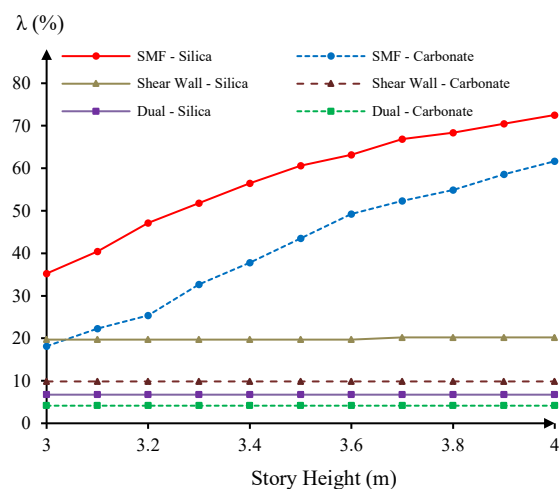 λ (%)
SMF - Silica SMF - Carbonate
Shear Wall - Silica Shear Wall - Carbonate
Dual - Silica Dual - Carbonate
80
70
60
50
40
30
20
10
0
3 3.2 3.4 3.6 3.8 4
Story Height (m)